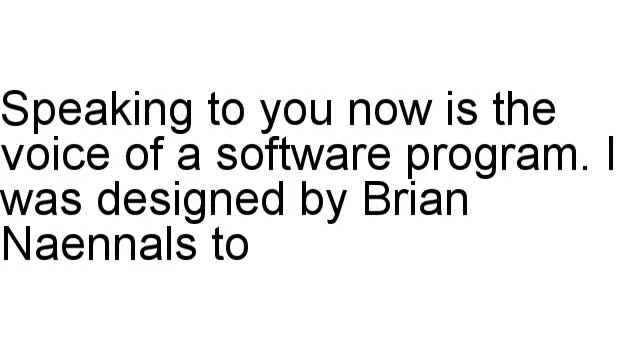 Speaking to you now is the
voice of a software program. I
was designed by Brian
Naennals to